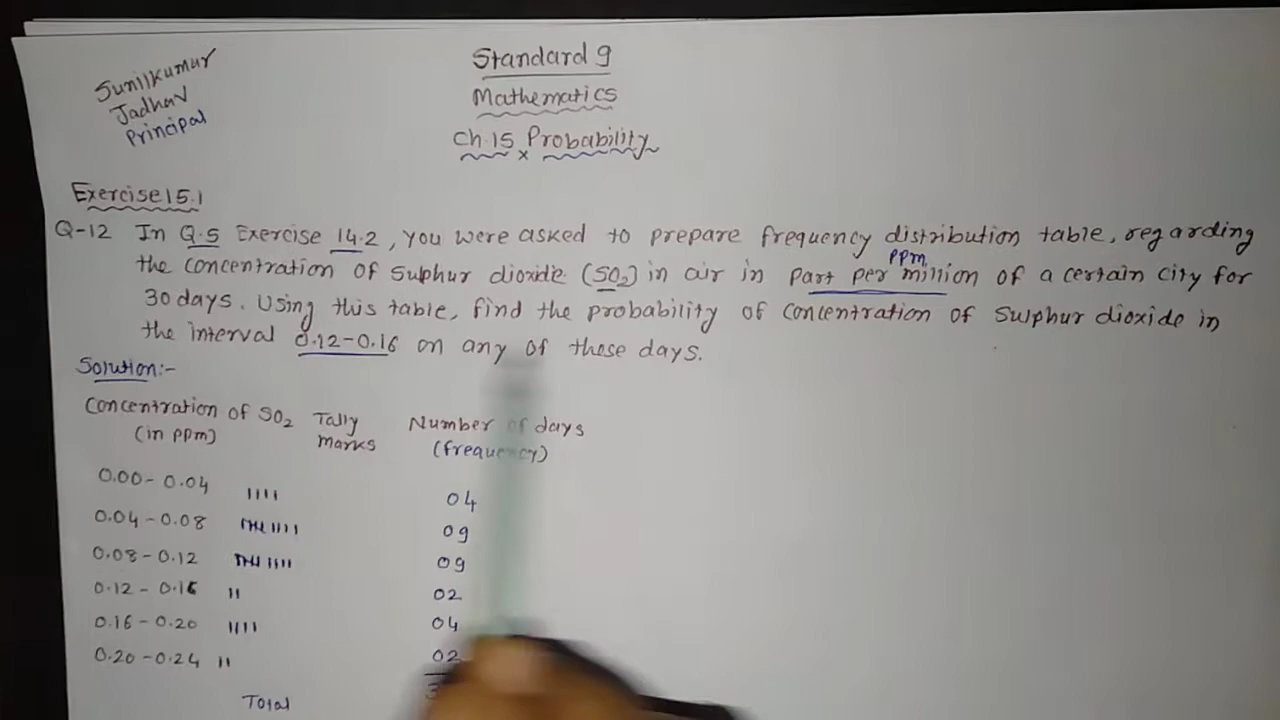 Sunilkumar
Jadhav
Principal
Standard 9
Mathematics
Ch.15 Probability
Exercise 15.1
Q-12 In Q.5 Exercise 14.2, you were asked to prepare frequency distribution table, regarding
PPM
the concentration of Sulphur dioxide (SO2) in air in part per million of a certain city for
30 days. Using this table, find the probability of concentration of Sulphur dioxide in
the interval 0.12-0.16 on any of these days.
Solution:-
Concentration of SO2 Tally Number of days
(in ppm) marks (frequency)
0.00-0.04 |||| 04
0.04-0.08 𝍸 |||| 09
0.08-0.12 𝍸 |||| 09
0.12-0.16 || 02
0.16-0.20 |||| 04
0.20-0.24 || 02
Total